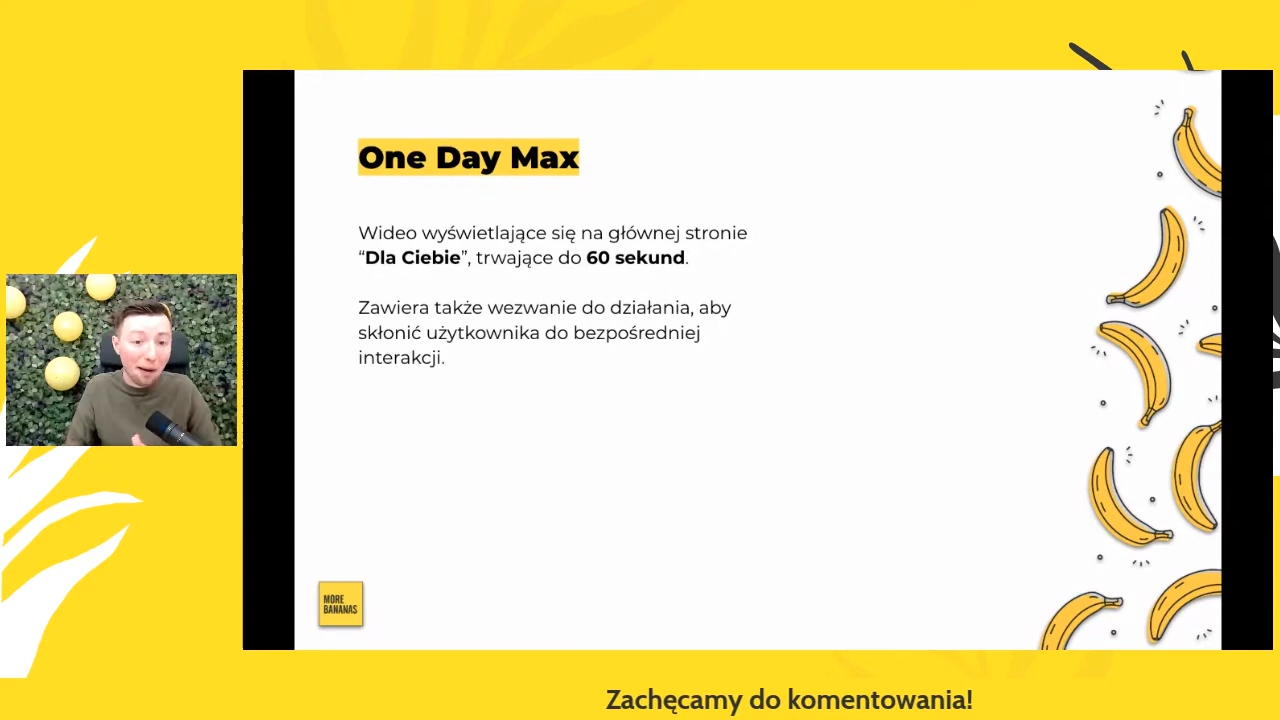 One Day Max
Wideo wyświetlające się na głównej stronie
“Dla Ciebie”, trwające do 60 sekund.
Zawiera także wezwanie do działania, aby
skłonić użytkownika do bezpośredniej
interakcji.
MORE
BANANAS
Zachęcamy do komentowania!